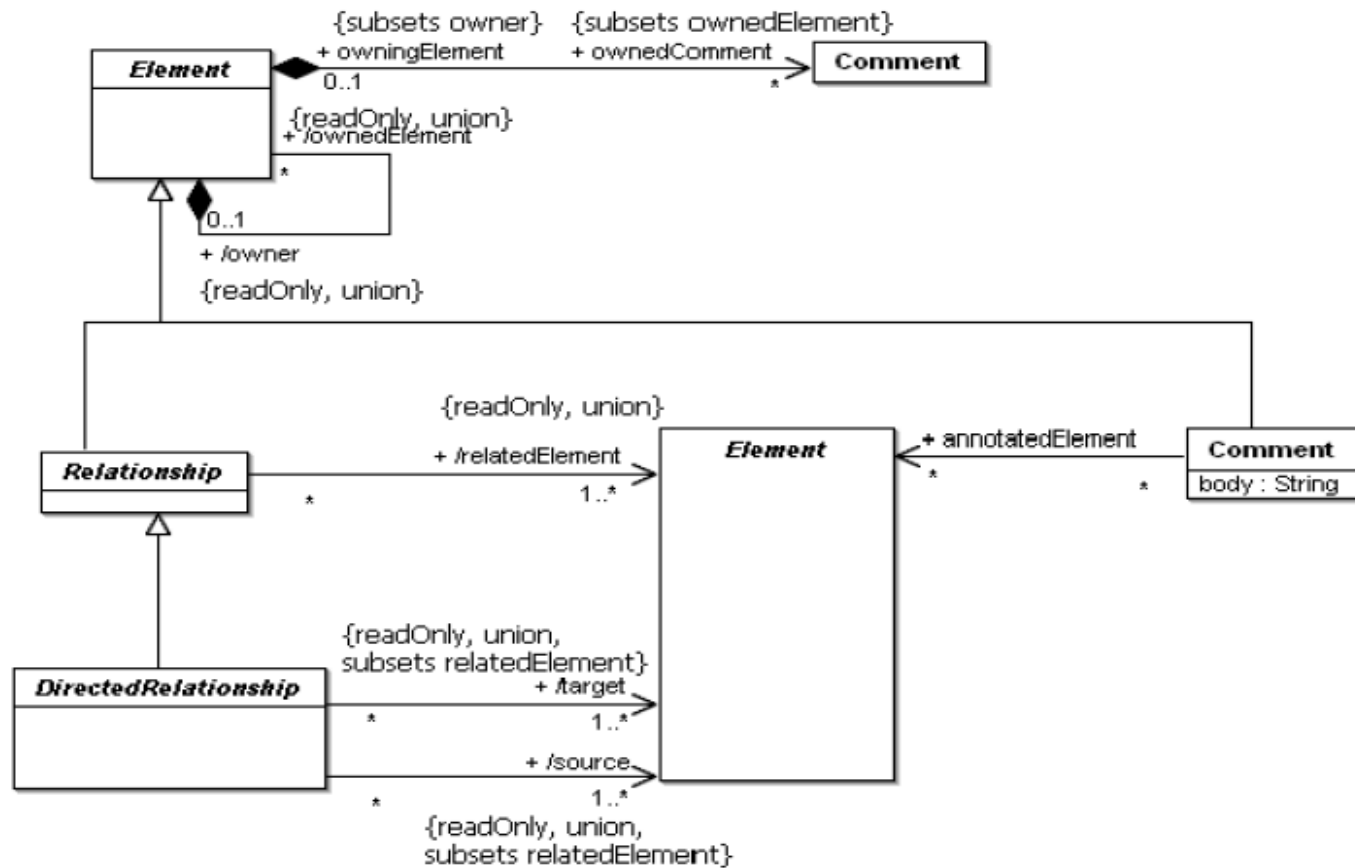 {subsets owner} {subsets ownedElement}
+ owningElement + ownedComment
Element
Comment
0..1 *
{readOnly, union}
+ /ownedElement
*
0..1
+ /owner
{readOnly, union}
{readOnly, union}
+ /relatedElement
Element
+ annotatedElement
Comment
Relationship
* 1..* * *
body : String
{readOnly, union,
subsets relatedElement}
DirectedRelationship
+ /target
* 1..*
+ /source
* 1..*
{readOnly, union,
subsets relatedElement}